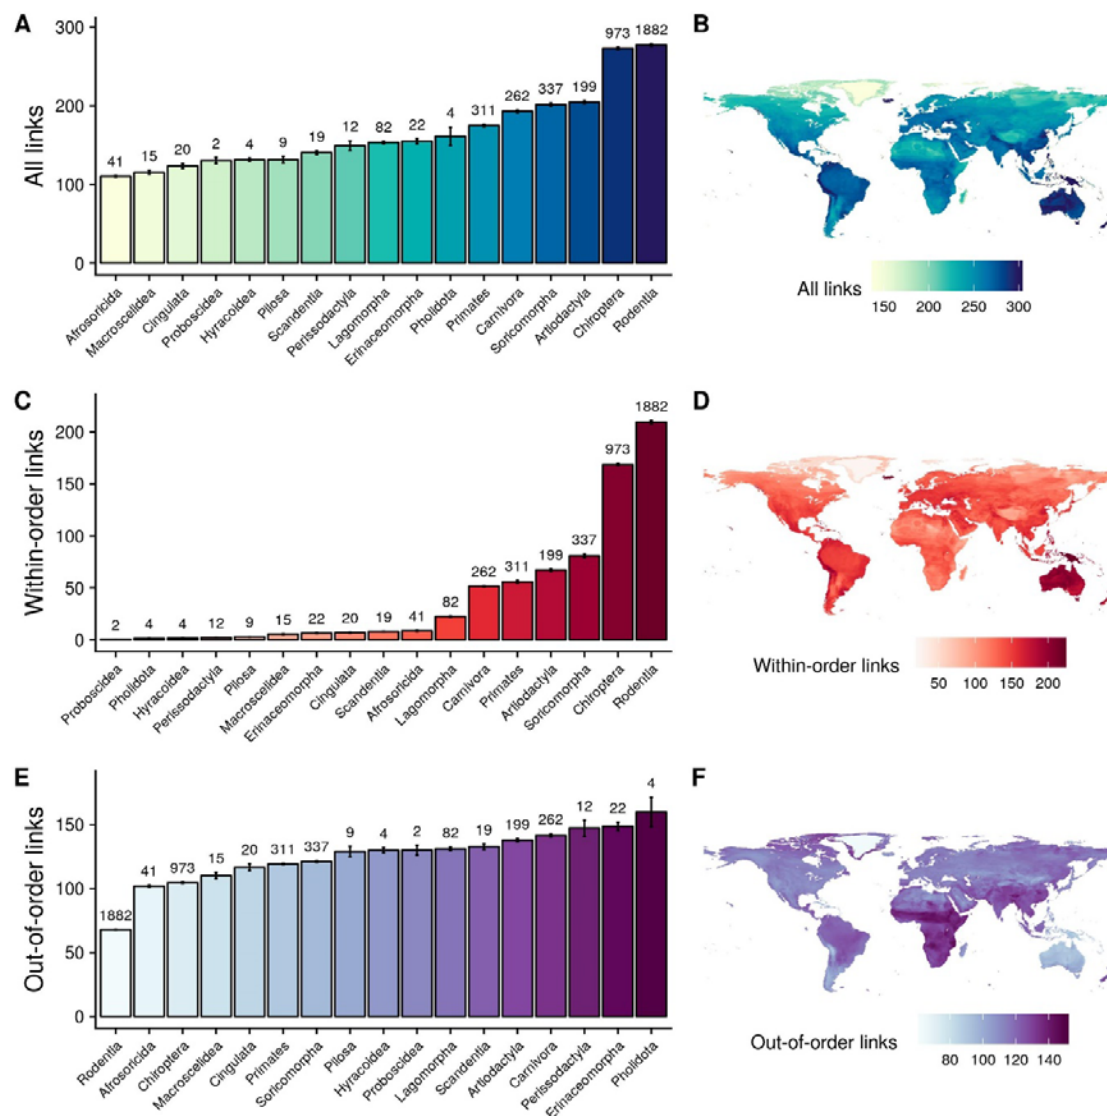 A
All links
300
200
100
0
41
15
20
2
4
9
19
12
82
22
4
311
262
337
199
973
1882
Afrosoricida
Macroscelidea
Cingulata
Proboscidea
Hyracoidea
Pilosa
Scandentia
Perissodactyla
Lagomorpha
Erinaceomorpha
Pholidota
Primates
Carnivora
Soricomorpha
Artiodactyla
Chiroptera
Rodentia
B
All links
150 200 250 300
C
Within-order links
200
150
100
50
0
2
4
4
12
9
15
22
20
19
41
82
262
311
199
337
973
1882
Proboscidea
Pholidota
Hyracoidea
Perissodactyla
Pilosa
Macroscelidea
Erinaceomorpha
Cingulata
Scandentia
Afrosoricida
Lagomorpha
Carnivora
Primates
Artiodactyla
Soricomorpha
Chiroptera
Rodentia
D
Within-order links
50 100 150 200
E
Out-of-order links
150
100
50
0
1882
41
973
15
20
311
337
9
4
2
82
19
199
262
12
22
4
Rodentia
Afrosoricida
Chiroptera
Macroscelidea
Cingulata
Primates
Soricomorpha
Pilosa
Hyracoidea
Proboscidea
Lagomorpha
Scandentia
Artiodactyla
Carnivora
Perissodactyla
Erinaceomorpha
Pholidota
F
Out-of-order links
80 100 120 140